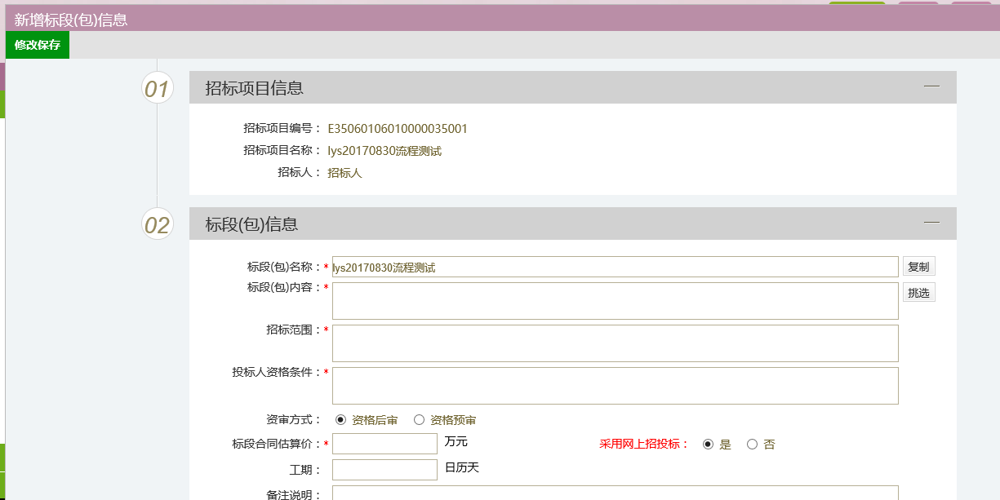 新增标段(包)信息
修改保存
01
招标项目信息
招标项目编号： E35060106010000035001
招标项目名称： lys20170830流程测试
招标人： 招标人
02
标段(包)信息
标段(包)名称：* lys20170830流程测试 复制
标段(包)内容：* 挑选
招标范围：*
投标人资格条件：*
资审方式： 资格后审 资格预审
标段合同估算价：* 万元 采用网上招投标： 是 否
工期： 日历天
备注说明：